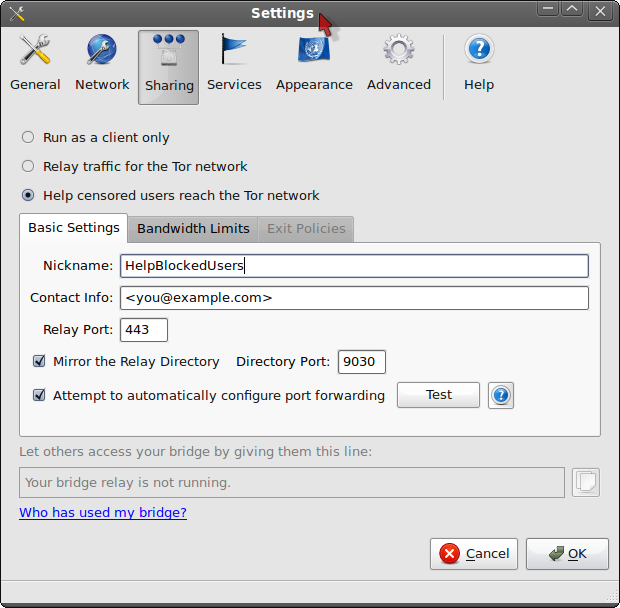 Settings
General Network Sharing Services Appearance Advanced Help
Run as a client only
Relay traffic for the Tor network
Help censored users reach the Tor network
Basic Settings Bandwidth Limits Exit Policies
Nickname: HelpBlockedUsers
Contact Info: <you@example.com>
Relay Port: 443
Mirror the Relay Directory Directory Port: 9030
Attempt to automatically configure port forwarding Test
Let others access your bridge by giving them this line:
Your bridge relay is not running.
Who has used my bridge?
Cancel OK